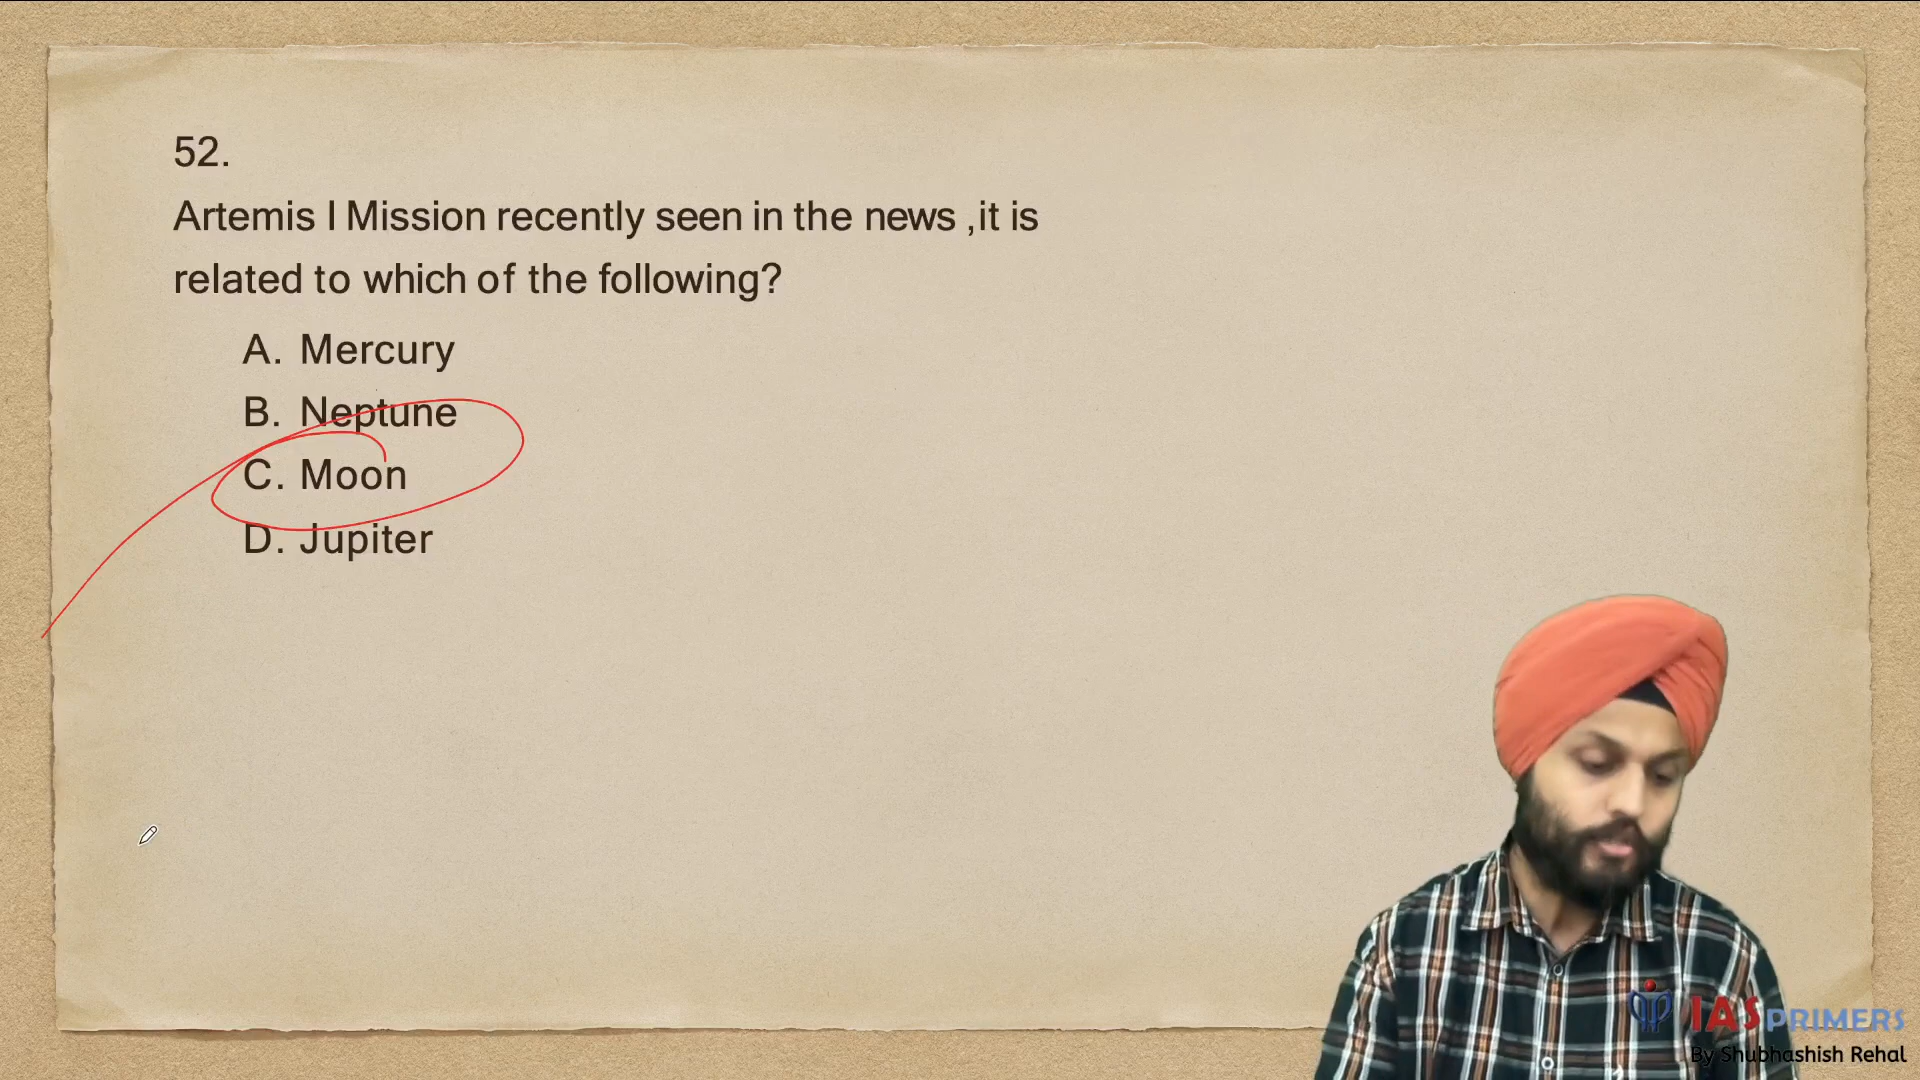 52.
Artemis I Mission recently seen in the news ,it is
related to which of the following?
A. Mercury
B. Neptune
C. Moon
D. Jupiter
IAS PRIMERS
By Shubhashish Rehal